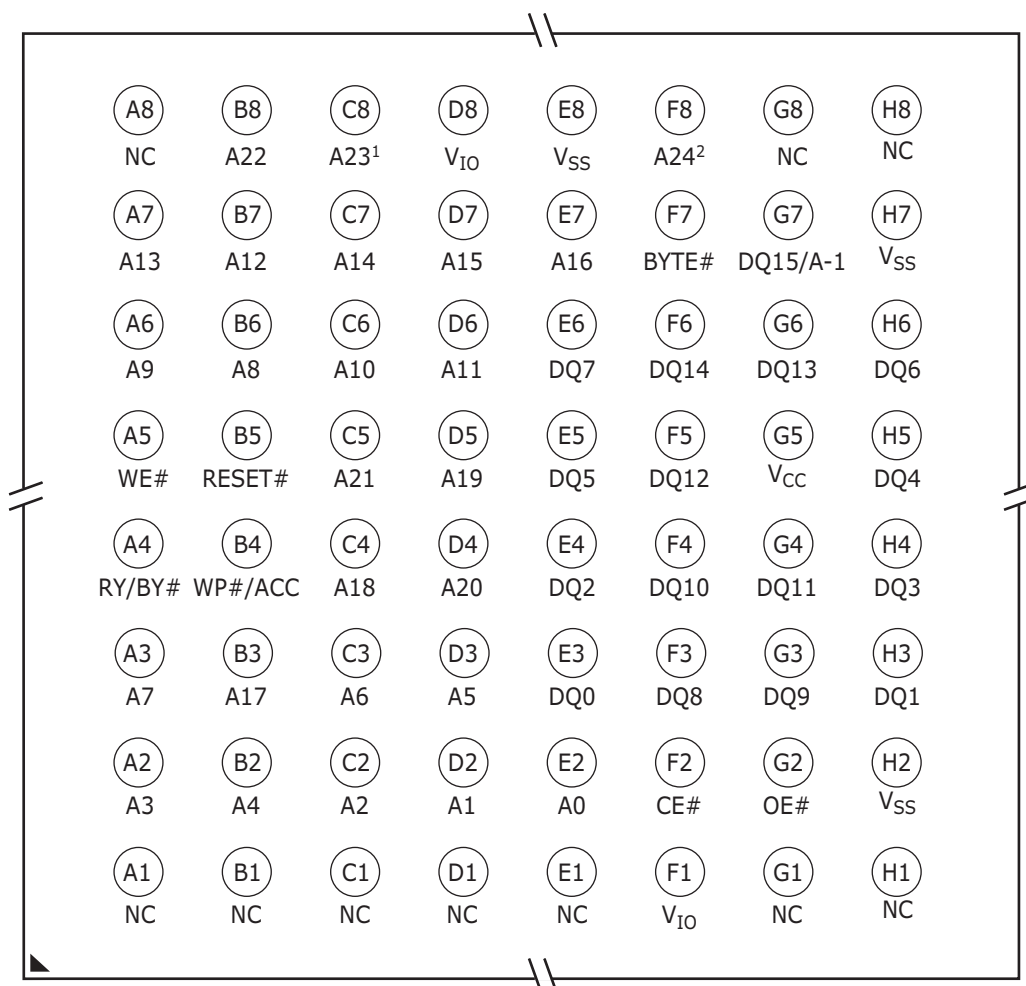 A8 B8 C8 D8 E8 F8 G8 H8
NC A22 A23¹ V_IO V_SS A24² NC NC
A7 B7 C7 D7 E7 F7 G7 H7
A13 A12 A14 A15 A16 BYTE# DQ15/A-1 V_SS
A6 B6 C6 D6 E6 F6 G6 H6
A9 A8 A10 A11 DQ7 DQ14 DQ13 DQ6
A5 B5 C5 D5 E5 F5 G5 H5
WE# RESET# A21 A19 DQ5 DQ12 V_CC DQ4
A4 B4 C4 D4 E4 F4 G4 H4
RY/BY# WP#/ACC A18 A20 DQ2 DQ10 DQ11 DQ3
A3 B3 C3 D3 E3 F3 G3 H3
A7 A17 A6 A5 DQ0 DQ8 DQ9 DQ1
A2 B2 C2 D2 E2 F2 G2 H2
A3 A4 A2 A1 A0 CE# OE# V_SS
A1 B1 C1 D1 E1 F1 G1 H1
NC NC NC NC NC V_IO NC NC